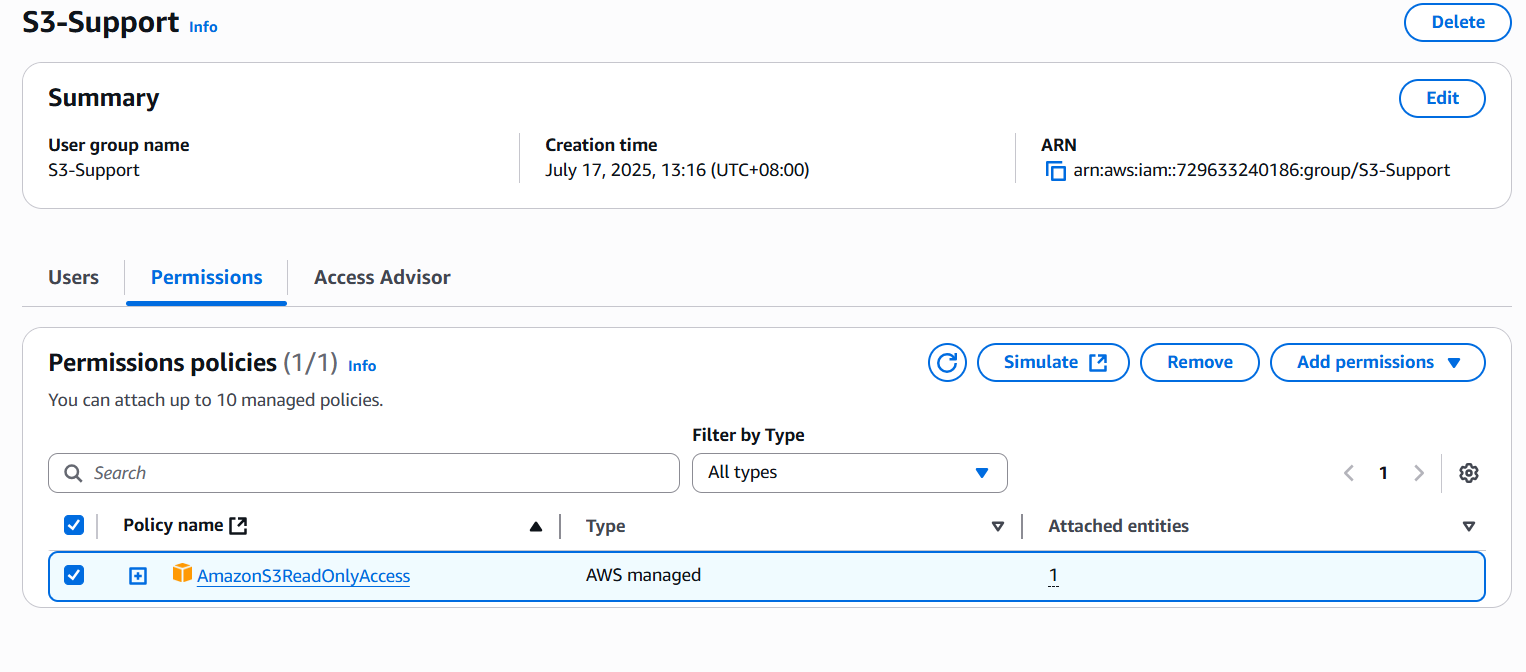 S3-Support Info
Delete
Summary
Edit
User group name
S3-Support
Creation time
July 17, 2025, 13:16 (UTC+08:00)
ARN
arn:aws:iam::729633240186:group/S3-Support
Users
Permissions
Access Advisor
Permissions policies (1/1) Info
Simulate
Remove
Add permissions
You can attach up to 10 managed policies.
Filter by Type
Search
All types
1
Policy name
Type
Attached entities
AmazonS3ReadOnlyAccess
AWS managed
1